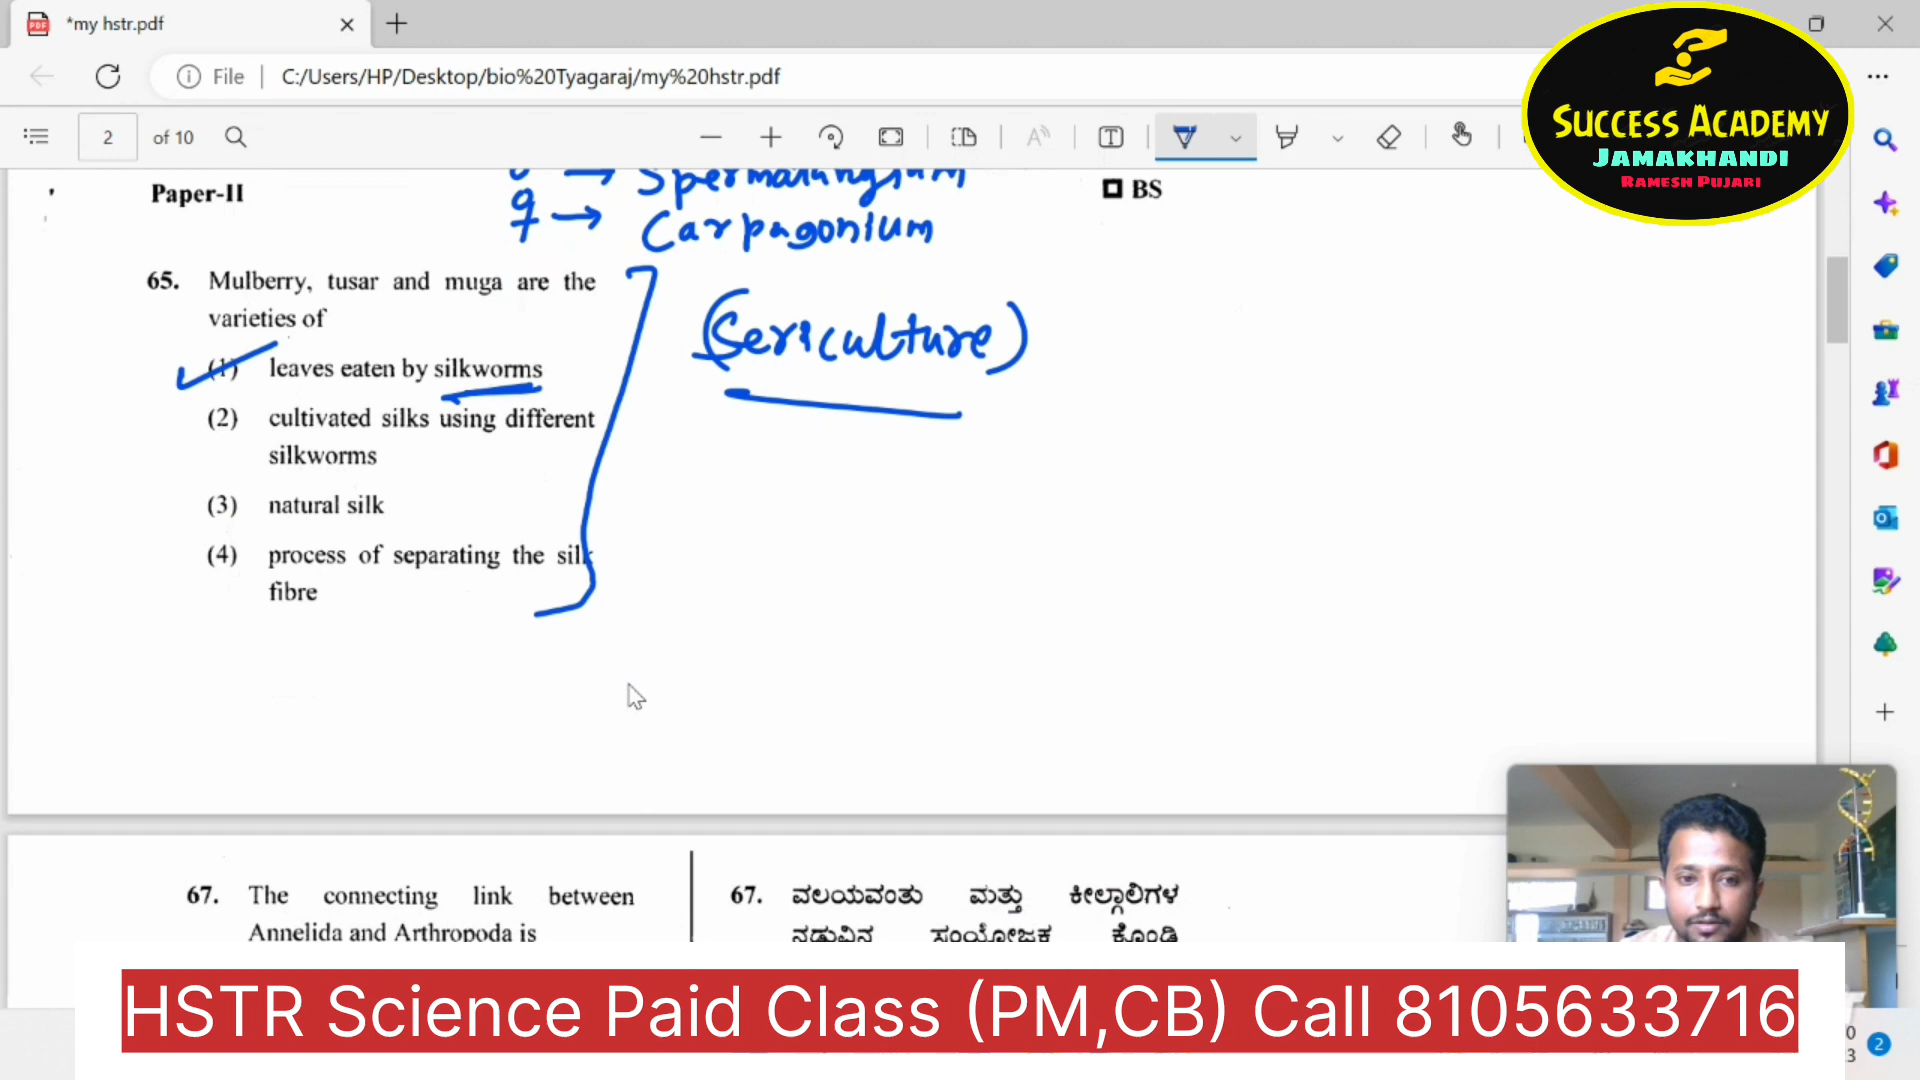 *my hstr.pdf
File C:/Users/HP/Desktop/bio%20Tyagaraj/my%20hstr.pdf
2 of 10
SUCCESS ACADEMY
JAMAKHANDI
RAMESH PUJARI
Paper-II
BS
♀ → Carpagonium
65. Mulberry, tusar and muga are the
varieties of
(1) leaves eaten by silkworms
(2) cultivated silks using different
silkworms
(3) natural silk
(4) process of separating the silk
fibre
(Sericulture)
67. The connecting link between
Annelida and Arthropoda is
67. ವಲಯವಂತು ಮತ್ತು ಕೀಲ್ಗಾಲಿಗಳ
ನಡುವಿನ ಸಂಯೋಜಕ ಕೊಂಡಿ
HSTR Science Paid Class (PM,CB) Call 8105633716
2